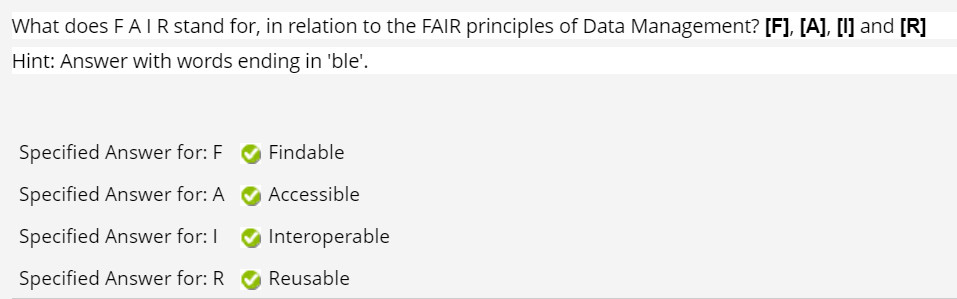 What does F A I R stand for, in relation to the FAIR principles of Data Management? [F], [A], [I] and [R]
Hint: Answer with words ending in 'ble'.
Specified Answer for: F Findable
Specified Answer for: A Accessible
Specified Answer for: I Interoperable
Specified Answer for: R Reusable